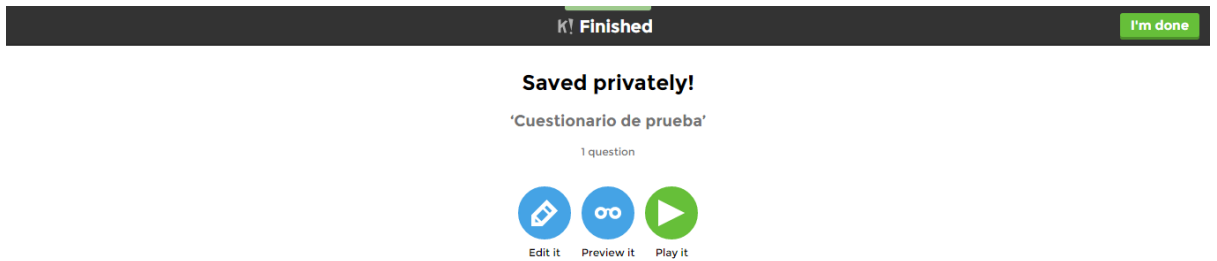 K! Finished
I'm done
Saved privately!
‘Cuestionario de prueba’
1 question
Edit it Preview it Play it